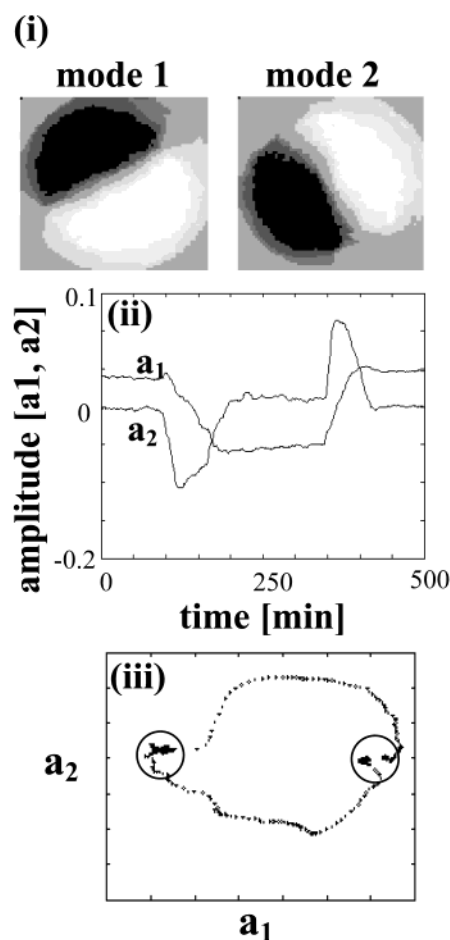 (i)
mode 1 mode 2
(ii)
0.1
0
-0.2
a1
a2
amplitude [a1, a2]
0 250 500
time [min]
(iii)
a2
a1